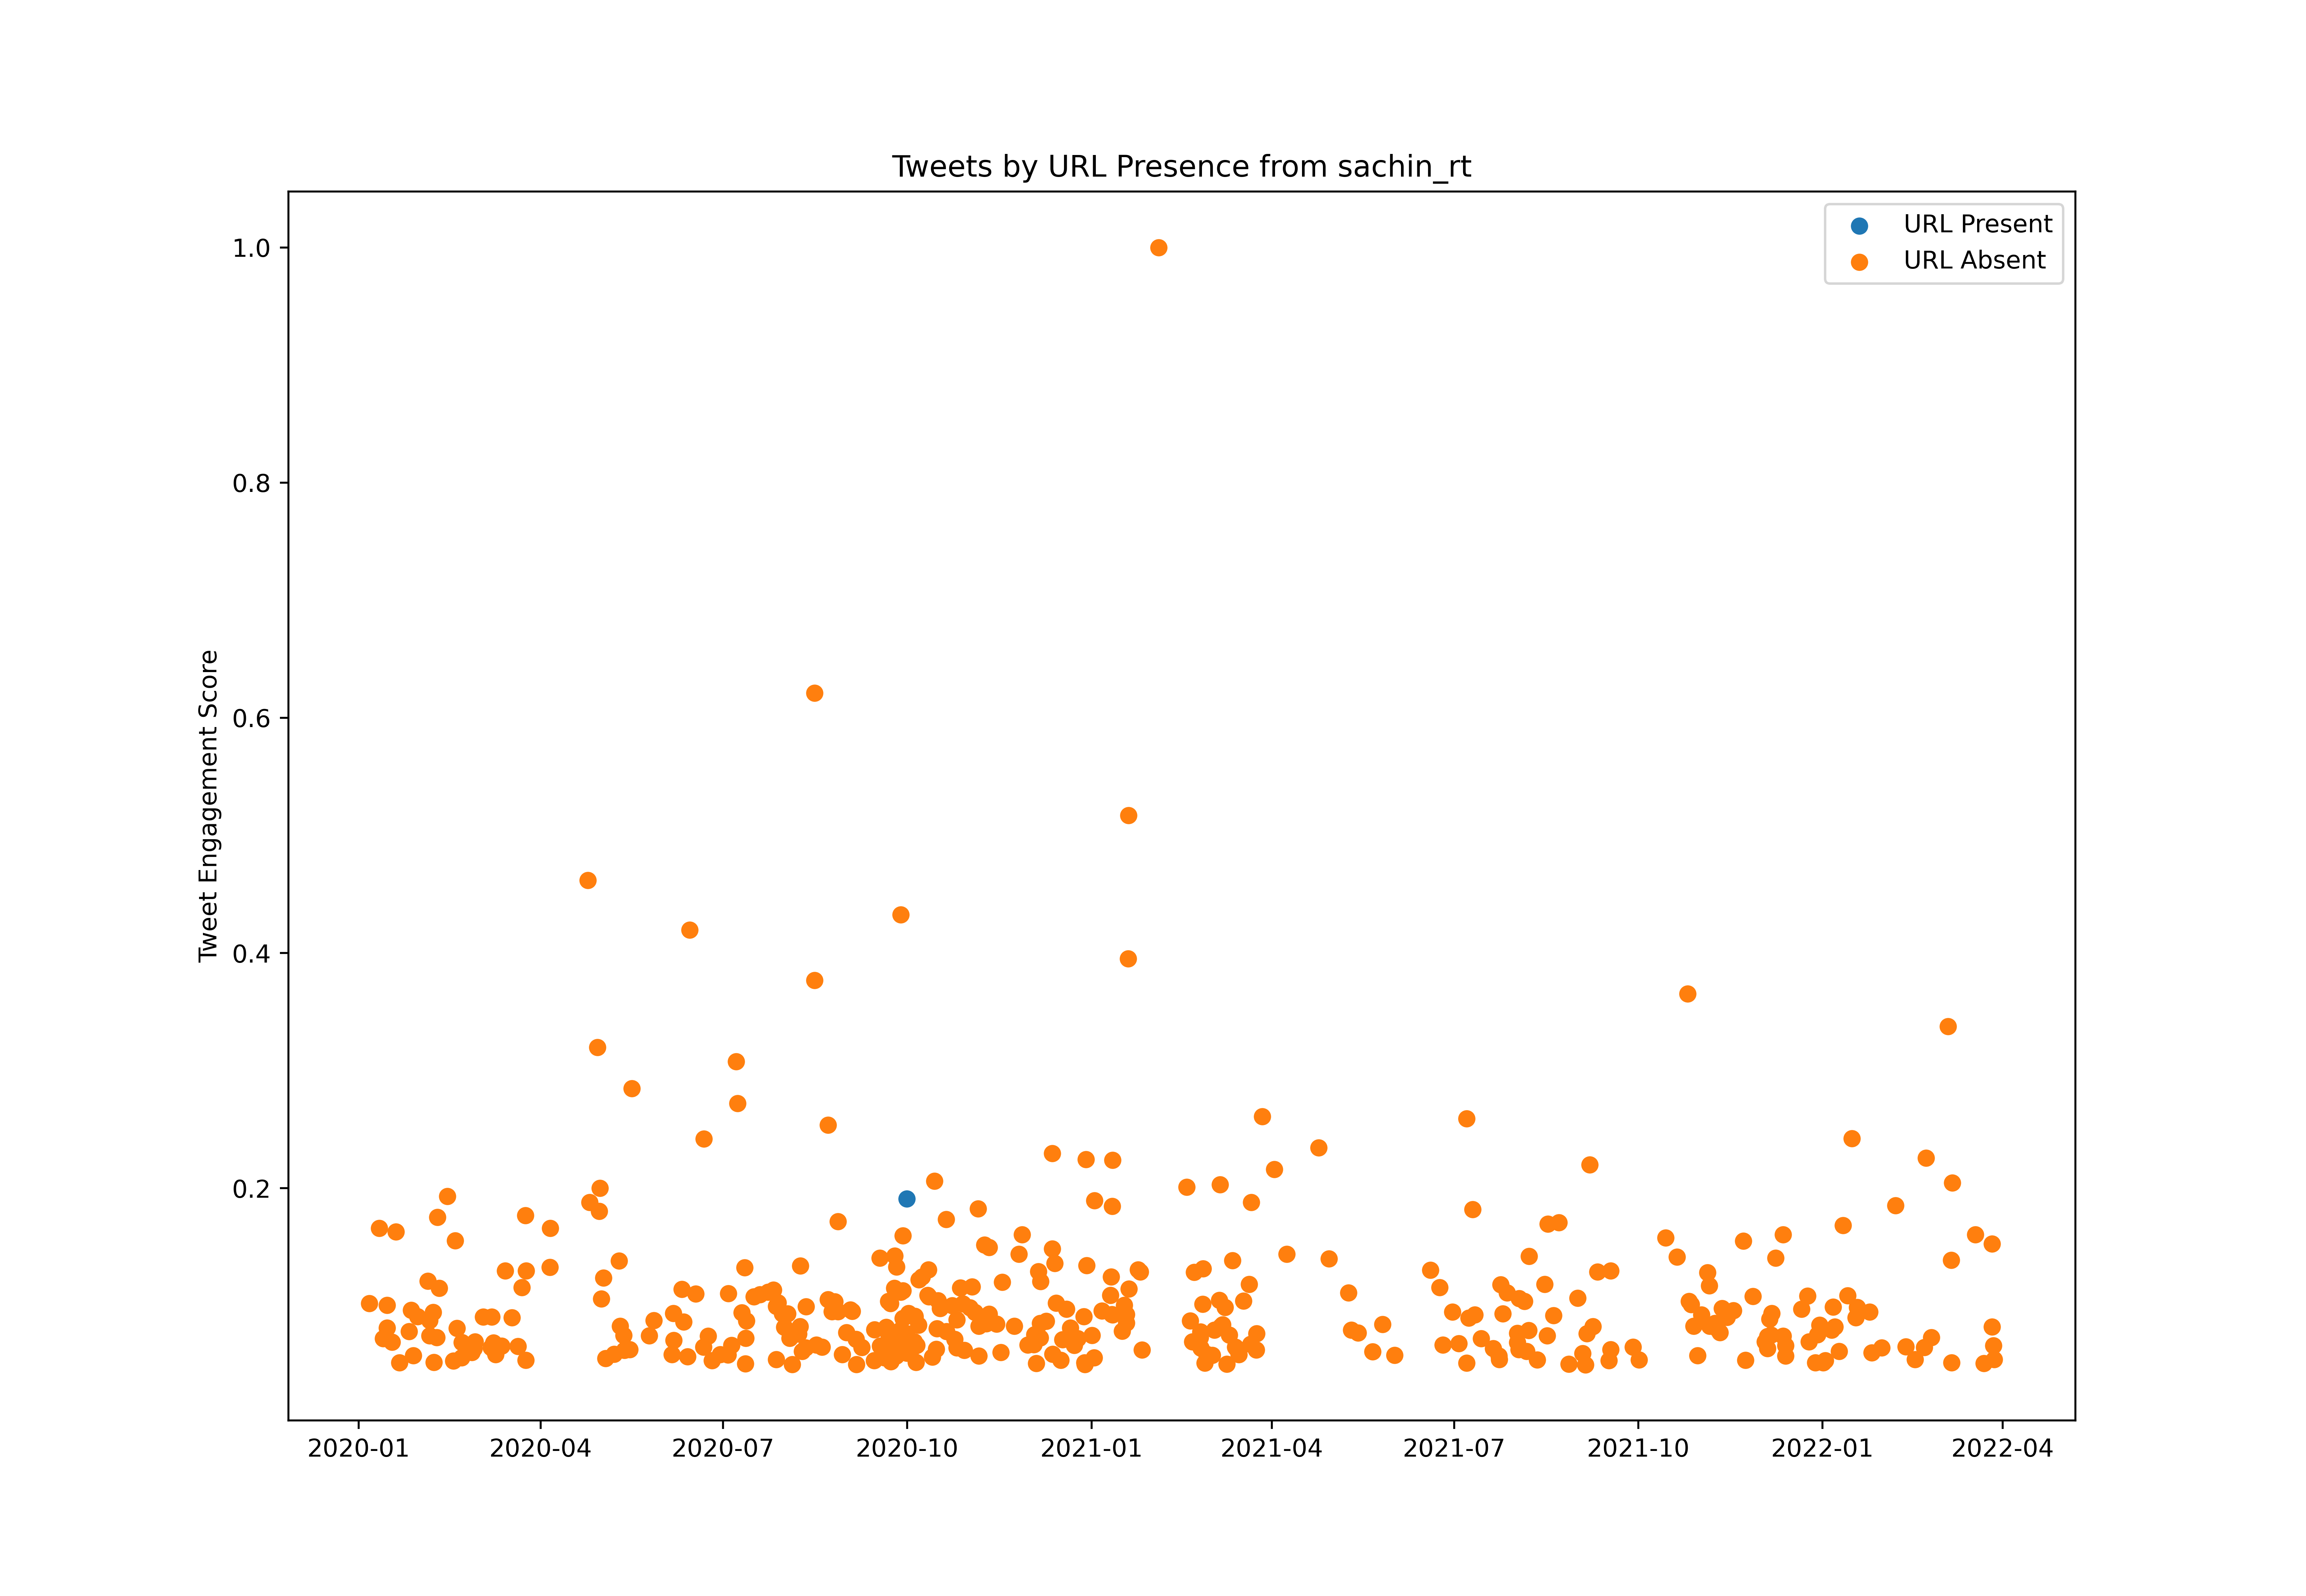 Tweets by URL Presence from sachin_rt
URL Present
URL Absent
Tweet Engagement Score
1.0
0.8
0.6
0.4
0.2
2020-01 2020-04 2020-07 2020-10 2021-01 2021-04 2021-07 2021-10 2022-01 2022-04